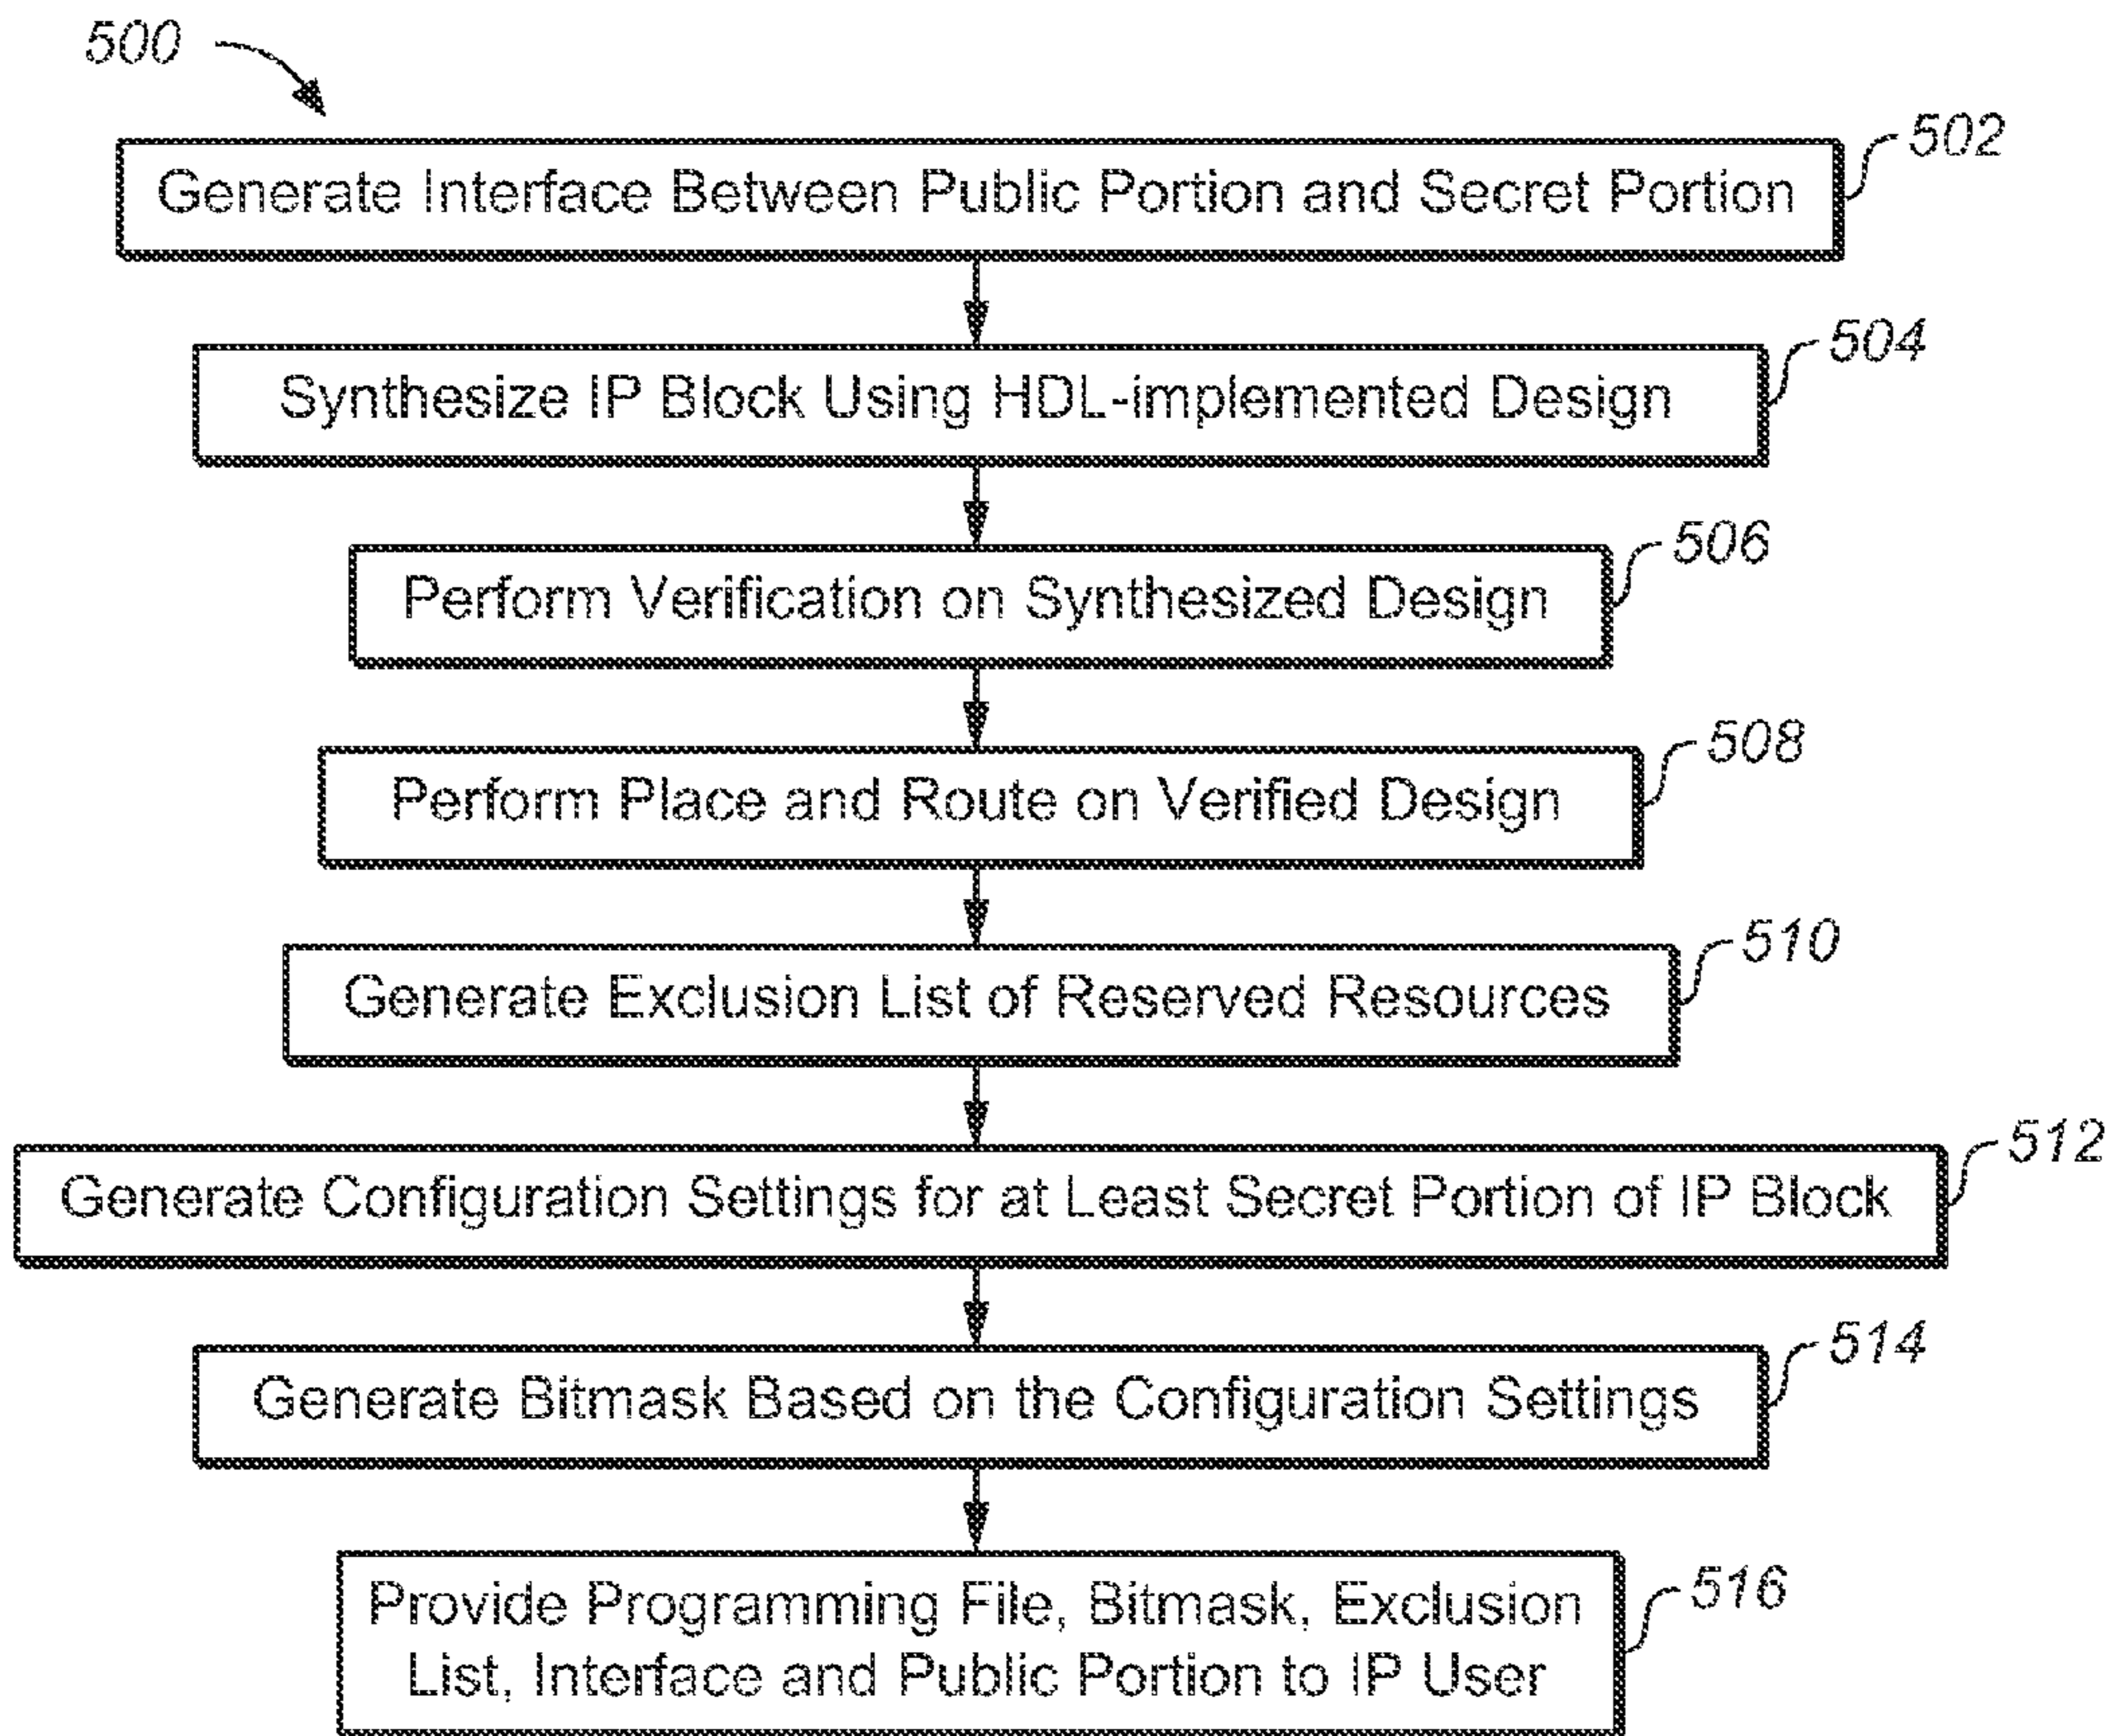 500
502
Generate Interface Between Public Portion and Secret Portion
504
Synthesize IP Block Using HDL-implemented Design
506
Perform Verification on Synthesized Design
508
Perform Place and Route on Verified Design
510
Generate Exclusion List of Reserved Resources
512
Generate Configuration Settings for at Least Secret Portion of IP Block
514
Generate Bitmask Based on the Configuration Settings
516
Provide Programming File, Bitmask, Exclusion
List, Interface and Public Portion to IP User